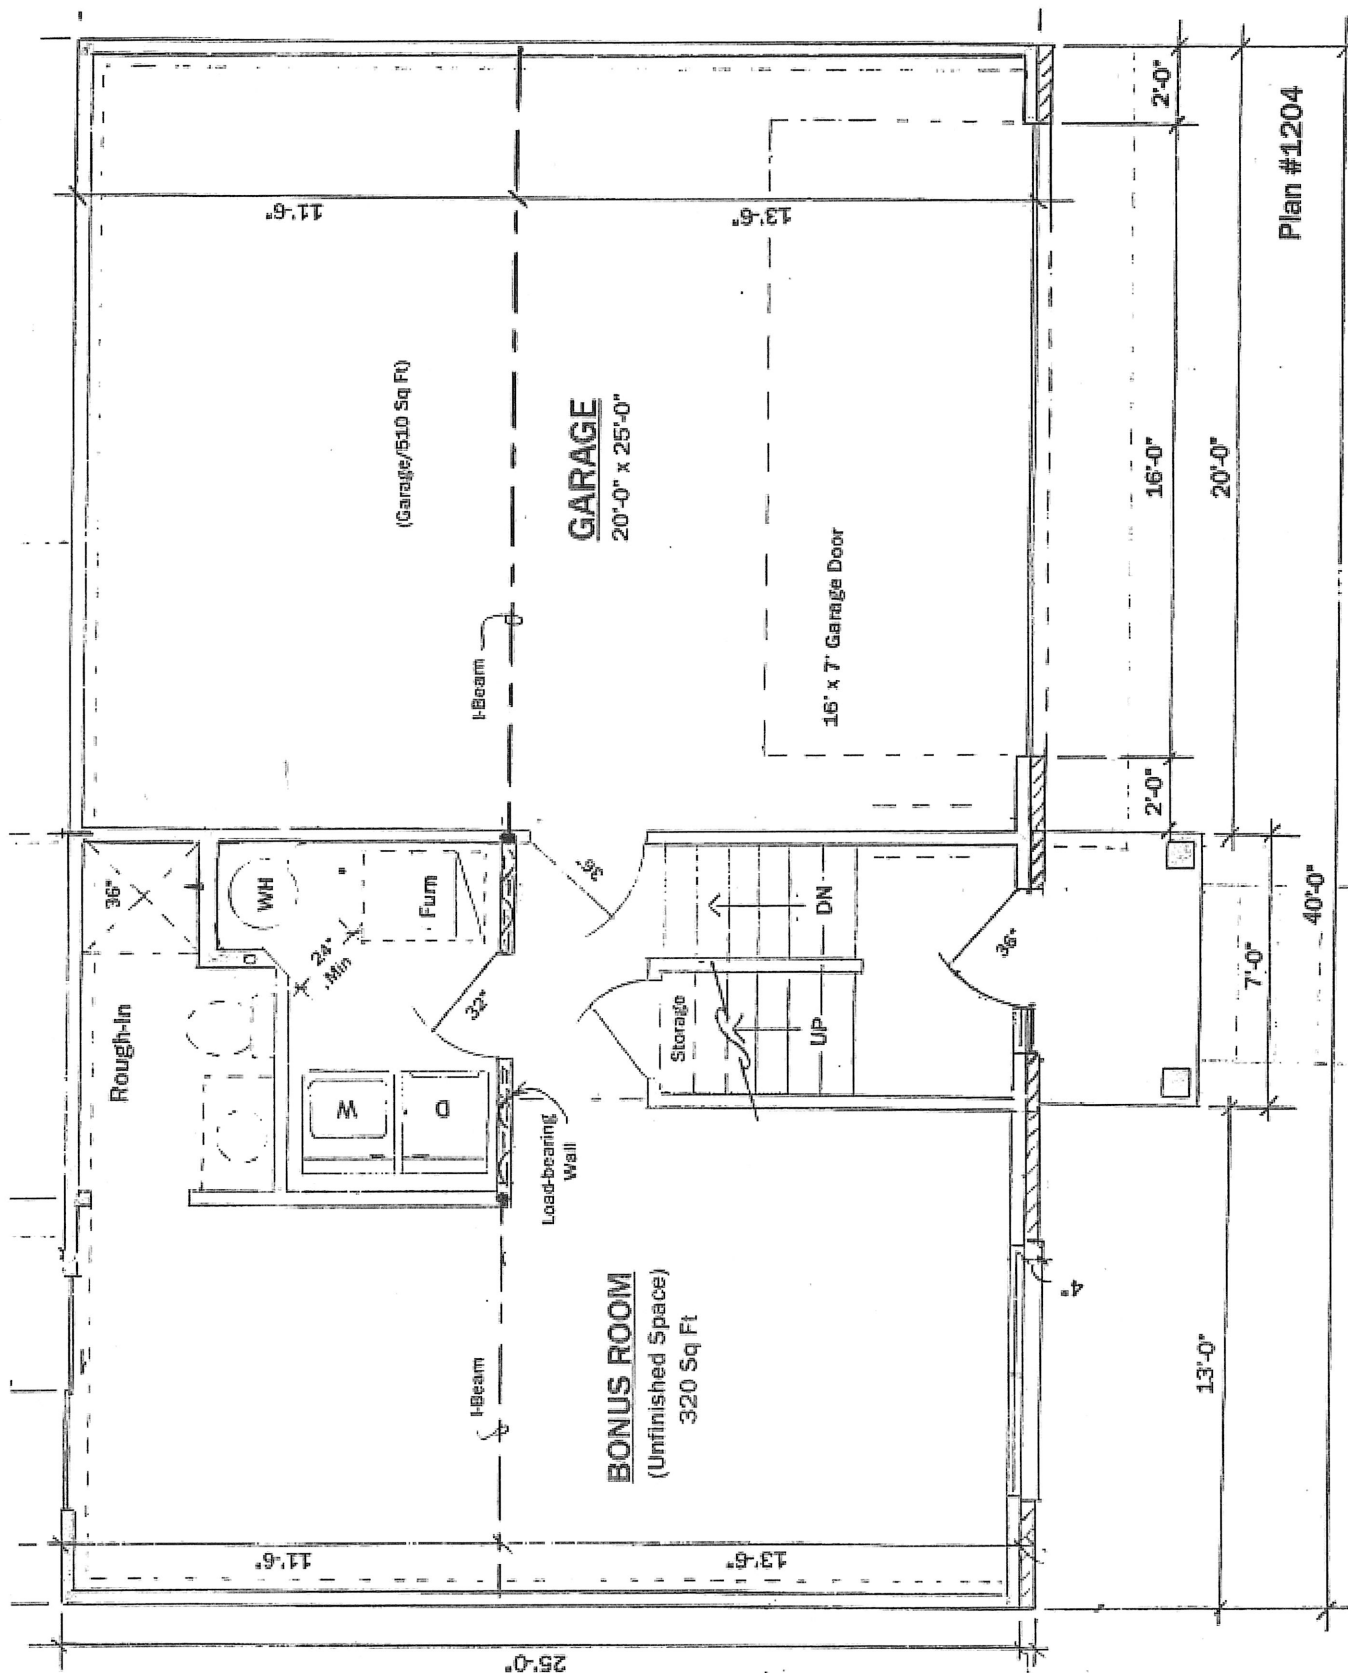 11'-6"
13'-6"
2'-0"
Plan #1204
(Garage/510 Sq Ft)
GARAGE
20'-0" x 25'-0"
16'-0"
20'-0"
I-Beam
16' x 7' Garage Door
2'-0"
36"
WH
Furn
24"
Min
32"
DN
36"
7'-0"
40'-0"
Rough-In
Storage
UP
W
D
Load-bearing
Wall
BONUS ROOM
(Unfinished Space)
320 Sq Ft
I-Beam
4"
13'-0"
11'-6"
13'-6"
25'-0"